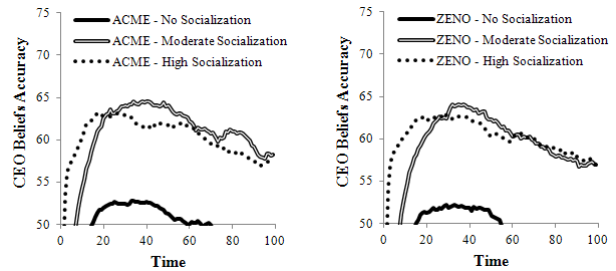 75
ACME - No Socialization
ACME - Moderate Socialization
ACME - High Socialization
70
65
60
55
50
0 20 40 60 80 100
Time
CEO Belief's Accuracy
75
ZENO - No Socialization
ZENO - Moderate Socialization
ZENO - High Socialization
70
65
60
55
50
0 20 40 60 80 100
Time
CEO Belief's Accuracy